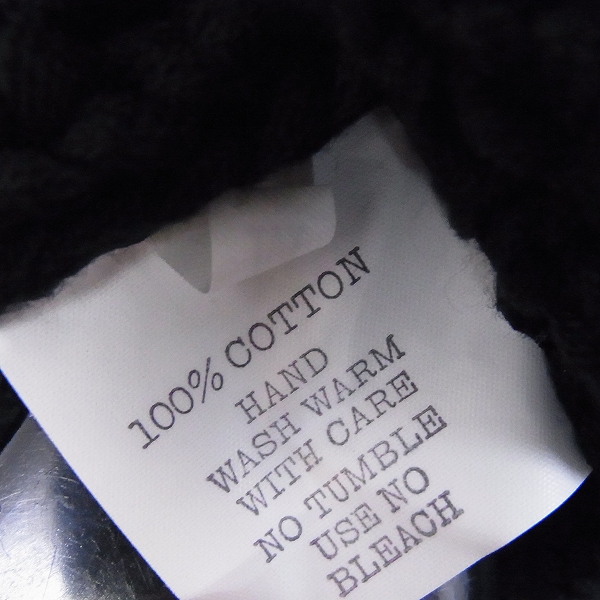 100% COTTON
HAND
WASH WARM
WITH CARE
NO TUMBLE
USE NO
BLEACH